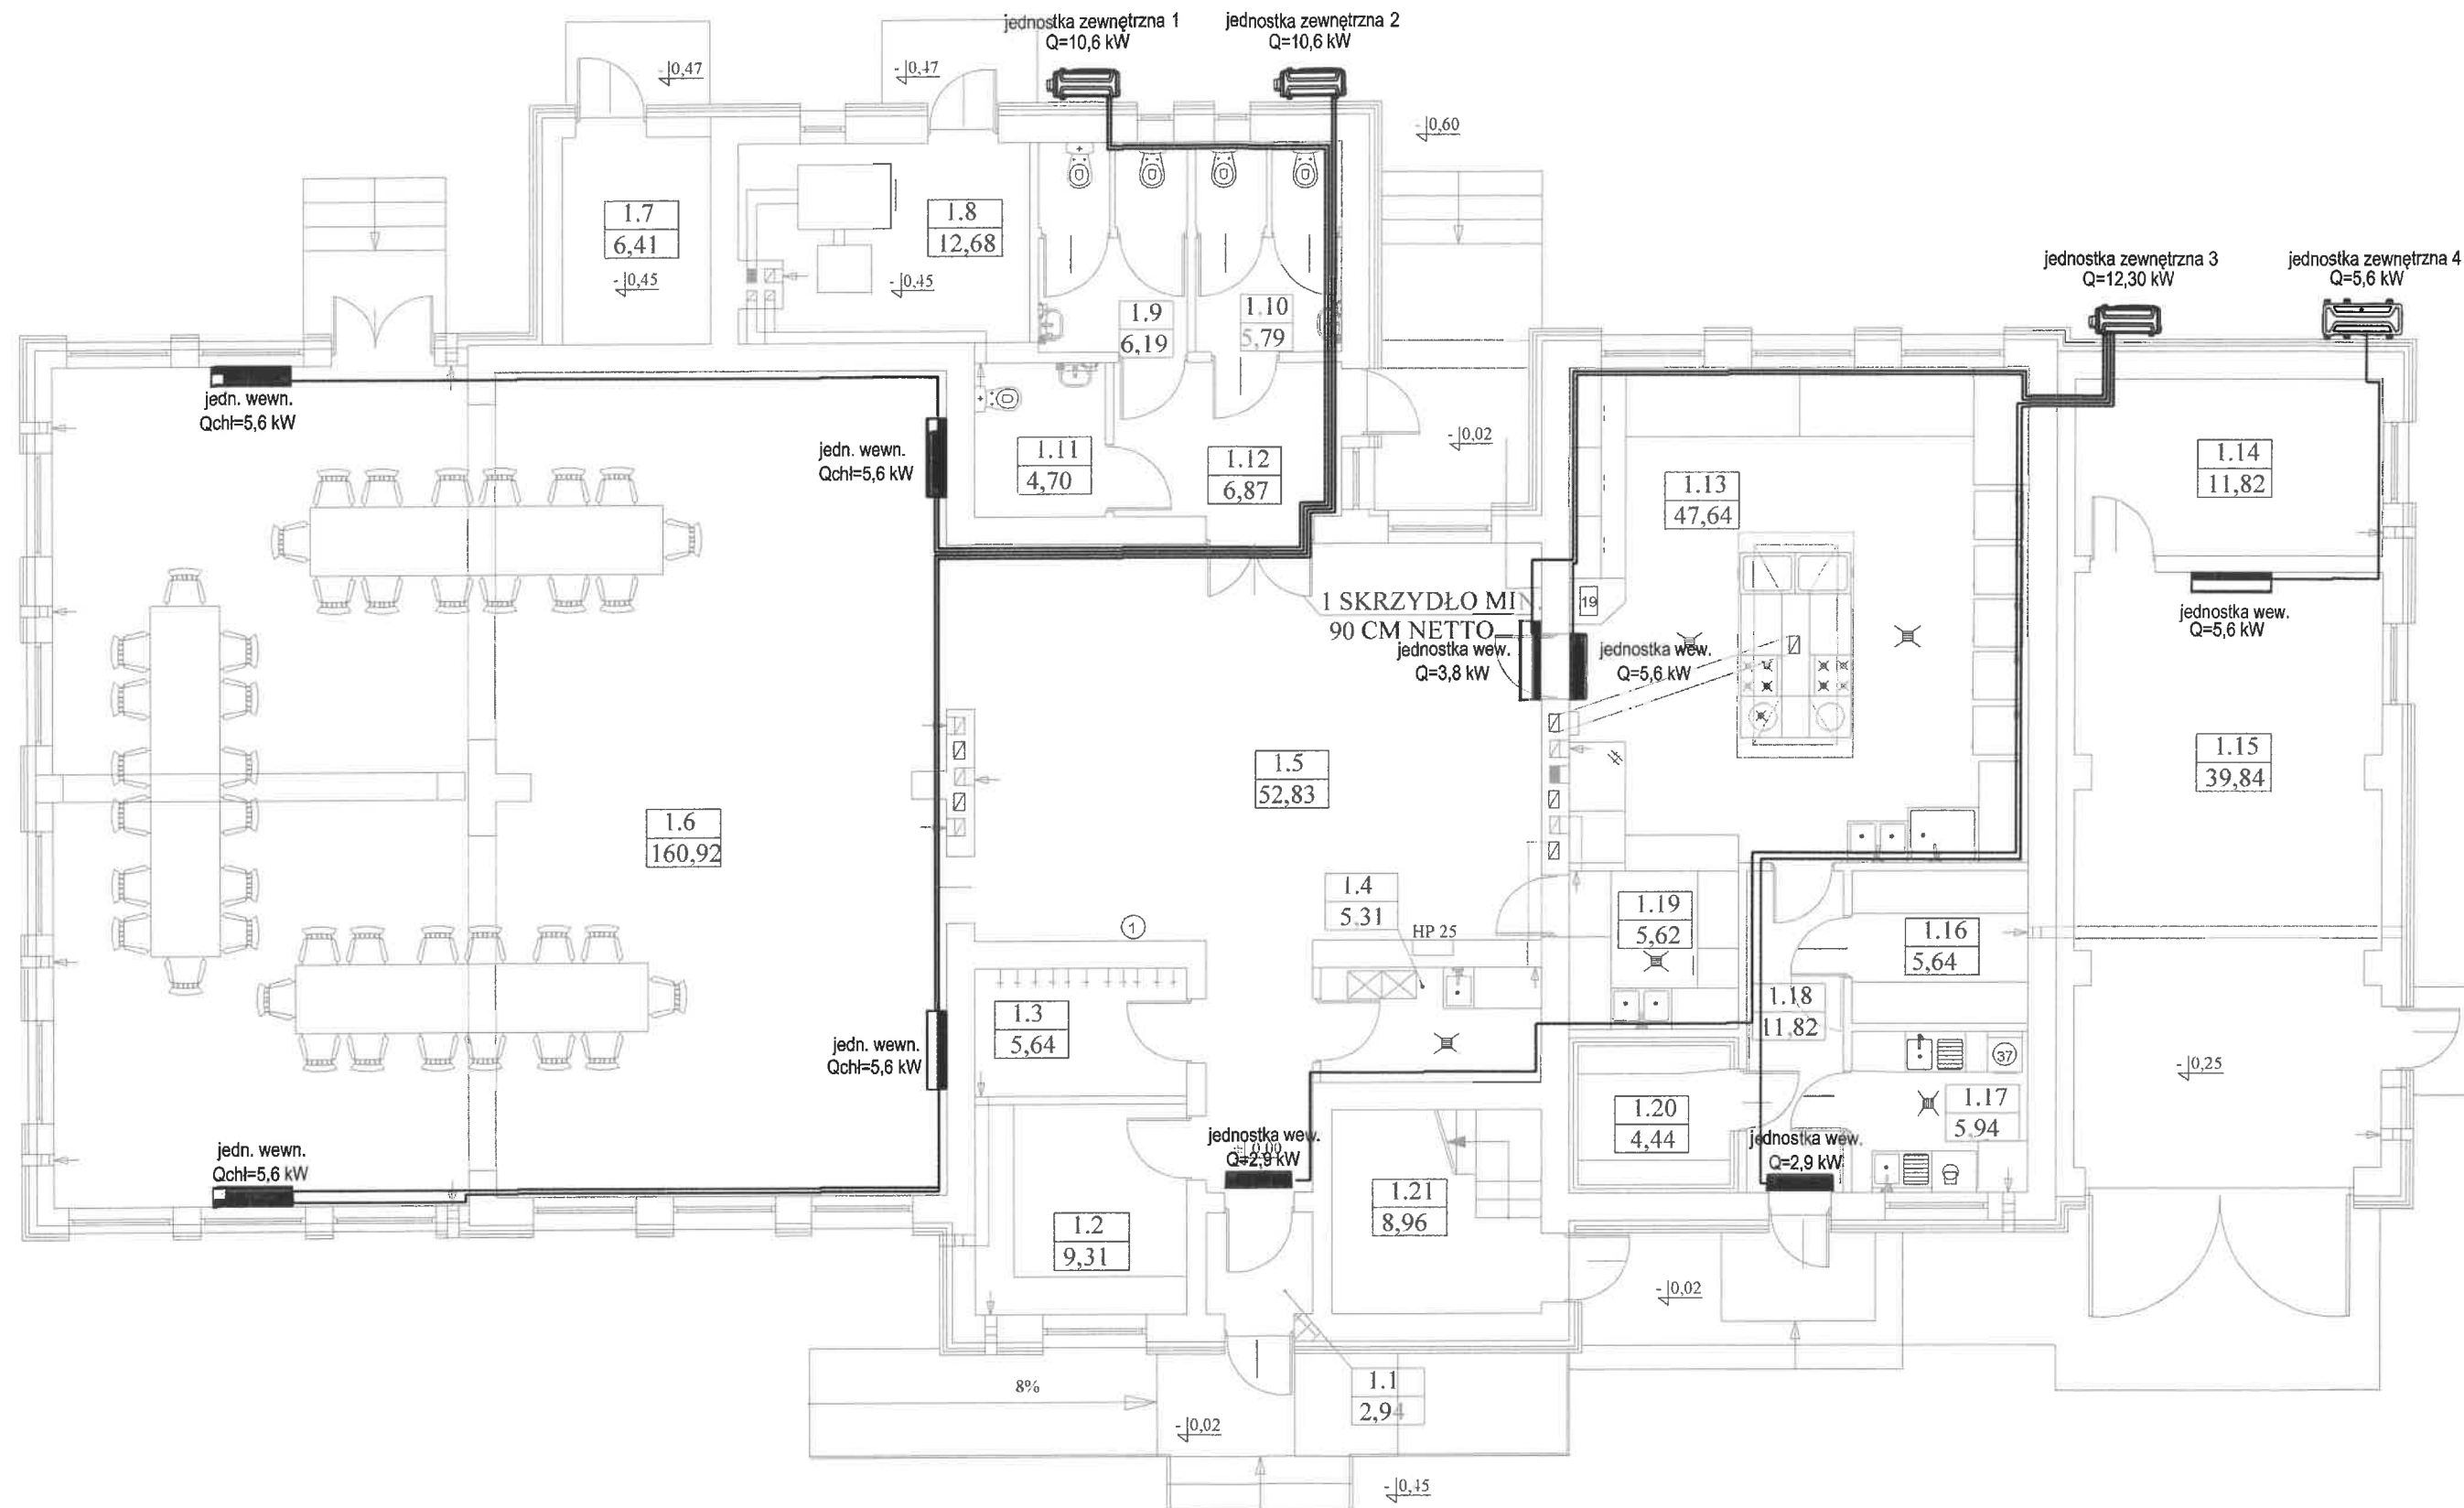 jednostka zewnętrzna 1
Q=10,6 kW
jednostka zewnętrzna 2
Q=10,6 kW
-0,47
-0,47
-0,60
1.7
6,41
-0,45
1.8
12,68
-0,45
1.9
6,19
1.10
5,79
jednostka zewnętrzna 3
Q=12,30 kW
jednostka zewnętrzna 4
Q=5,6 kW
jedn. wewn.
Qchł=5,6 kW
jedn. wewn.
Qchł=5,6 kW
1.11
4,70
1.12
6,87
-0,02
1.13
47,64
1.14
11,82
1 SKRZYDŁO MIN.
90 CM NETTO
19
jednostka wew.
Q=3,8 kW
jednostka wew.
Q=5,6 kW
jednostka wew.
Q=5,6 kW
1.5
52,83
1.15
39,84
1.6
160,92
1.4
5,31
HP 25
1
1.19
5,62
1.16
5,64
1.3
5,64
1.18
11,82
37
jedn. wewn.
Qchł=5,6 kW
-0,25
1.20
4,44
1.17
5,94
jedn. wewn.
Qchł=5,6 kW
jednostka wew.
0,00
Q=2,9 kW
jednostka wew.
Q=2,9 kW
1.21
8,96
1.2
9,31
-0,02
8%
1.1
2,94
-0,02
-0,45